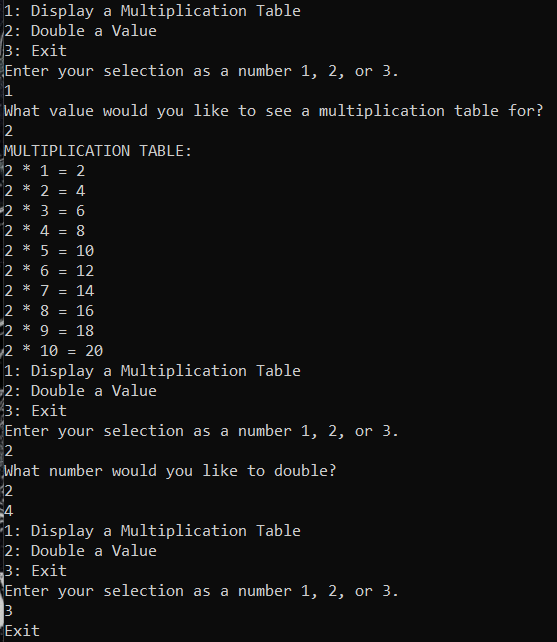 1: Display a Multiplication Table
2: Double a Value
3: Exit
Enter your selection as a number 1, 2, or 3.
1
What value would you like to see a multiplication table for?
2
MULTIPLICATION TABLE:
2 * 1 = 2
2 * 2 = 4
2 * 3 = 6
2 * 4 = 8
2 * 5 = 10
2 * 6 = 12
2 * 7 = 14
2 * 8 = 16
2 * 9 = 18
2 * 10 = 20
1: Display a Multiplication Table
2: Double a Value
3: Exit
Enter your selection as a number 1, 2, or 3.
2
What number would you like to double?
2
4
1: Display a Multiplication Table
2: Double a Value
3: Exit
Enter your selection as a number 1, 2, or 3.
3
Exit